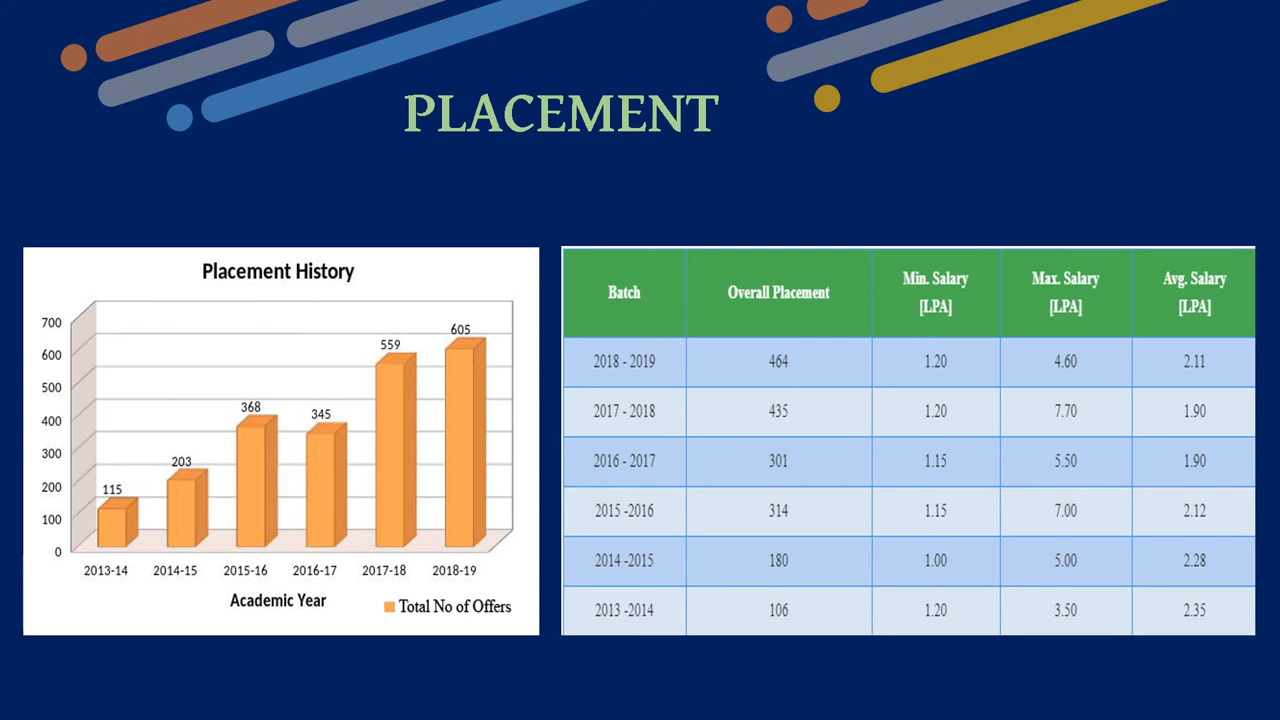 PLACEMENT
Placement History
700
600
500
400
300
200
100
0
115
203
368
345
559
605
2013-14 2014-15 2015-16 2016-17 2017-18 2018-19
Academic Year
Total No of Offers
Batch Overall Placement Min. Salary [LPA] Max. Salary [LPA] Avg. Salary [LPA]
2018 - 2019 464 1.20 4.60 2.11
2017 - 2018 435 1.20 7.70 1.90
2016 - 2017 301 1.15 5.50 1.90
2015 -2016 314 1.15 7.00 2.12
2014 -2015 180 1.00 5.00 2.28
2013 -2014 106 1.20 3.50 2.35